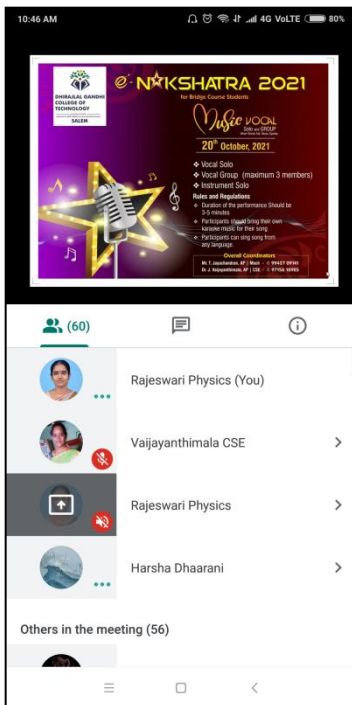 10:46 AM
4G VoLTE 80%
DHIRAJLAL GANDHI
COLLEGE OF
TECHNOLOGY
SALEM
e-NAKSHATRA 2021
for Bridge Course Students
Music VOCAL
Solo and GROUP
20th October, 2021
❖ Vocal Solo
❖ Vocal Group (maximum 3 members)
❖ Instrument Solo
Rules and Regulations
Duration of the performance Should be
3-5 minutes
Participants should bring their own
karaoke music for their song
Participants can sing song from
any language.
Overall Coordinators
(60)
Rajeswari Physics (You)
Vaijayanthimala CSE
Rajeswari Physics
Harsha Dhaarani
Others in the meeting (56)